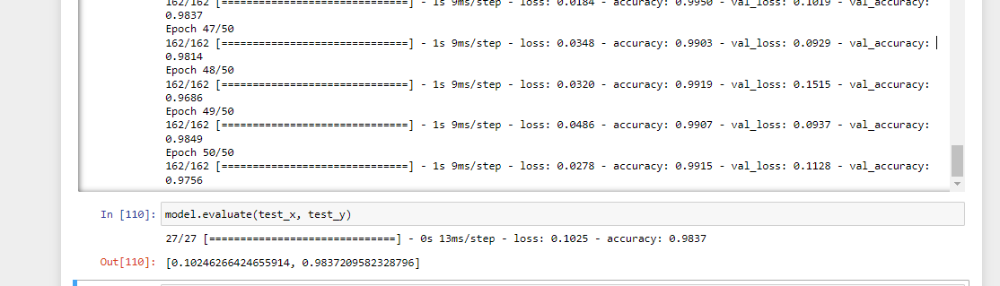 162/162 [==============================] - 1s 9ms/step - loss: 0.0184 - accuracy: 0.9950 - val_loss: 0.1019 - val_accuracy:
0.9837
Epoch 47/50
162/162 [==============================] - 1s 9ms/step - loss: 0.0348 - accuracy: 0.9903 - val_loss: 0.0929 - val_accuracy:
0.9814
Epoch 48/50
162/162 [==============================] - 1s 9ms/step - loss: 0.0320 - accuracy: 0.9919 - val_loss: 0.1515 - val_accuracy:
0.9686
Epoch 49/50
162/162 [==============================] - 1s 9ms/step - loss: 0.0486 - accuracy: 0.9907 - val_loss: 0.0937 - val_accuracy:
0.9849
Epoch 50/50
162/162 [==============================] - 1s 9ms/step - loss: 0.0278 - accuracy: 0.9915 - val_loss: 0.1128 - val_accuracy:
0.9756
In [110]: model.evaluate(test_x, test_y)
27/27 [==============================] - 0s 13ms/step - loss: 0.1025 - accuracy: 0.9837
Out[110]: [0.10246266424655914, 0.9837209582328796]